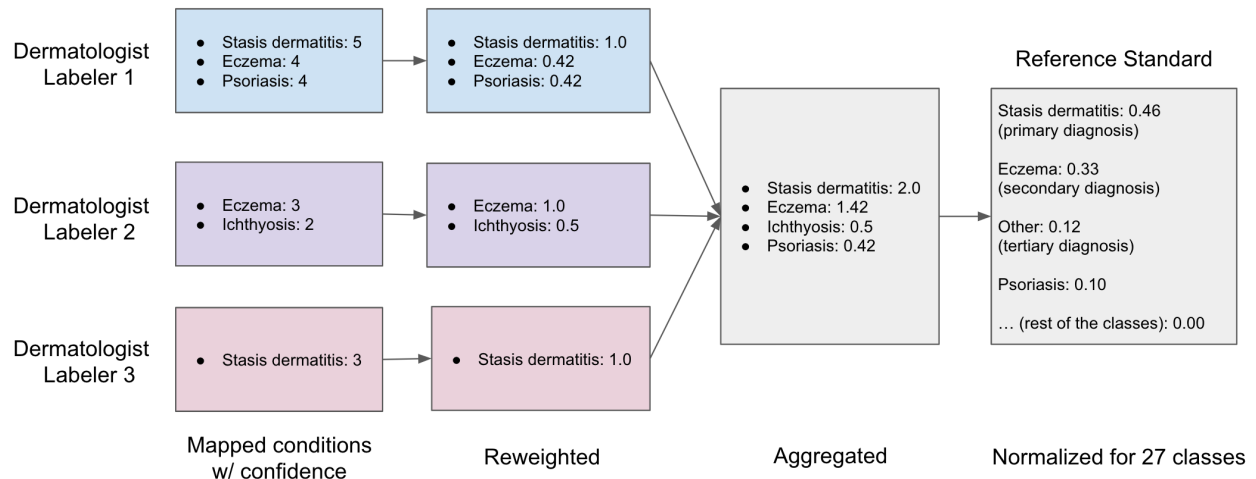 Dermatologist
Labeler 1
● Stasis dermatitis: 5
● Eczema: 4
● Psoriasis: 4
● Stasis dermatitis: 1.0
● Eczema: 0.42
● Psoriasis: 0.42
Dermatologist
Labeler 2
● Eczema: 3
● Ichthyosis: 2
● Eczema: 1.0
● Ichthyosis: 0.5
Dermatologist
Labeler 3
● Stasis dermatitis: 3
● Stasis dermatitis: 1.0
● Stasis dermatitis: 2.0
● Eczema: 1.42
● Ichthyosis: 0.5
● Psoriasis: 0.42
Reference Standard
Stasis dermatitis: 0.46
(primary diagnosis)
Eczema: 0.33
(secondary diagnosis)
Other: 0.12
(tertiary diagnosis)
Psoriasis: 0.10
… (rest of the classes): 0.00
Mapped conditions
w/ confidence
Reweighted
Aggregated
Normalized for 27 classes